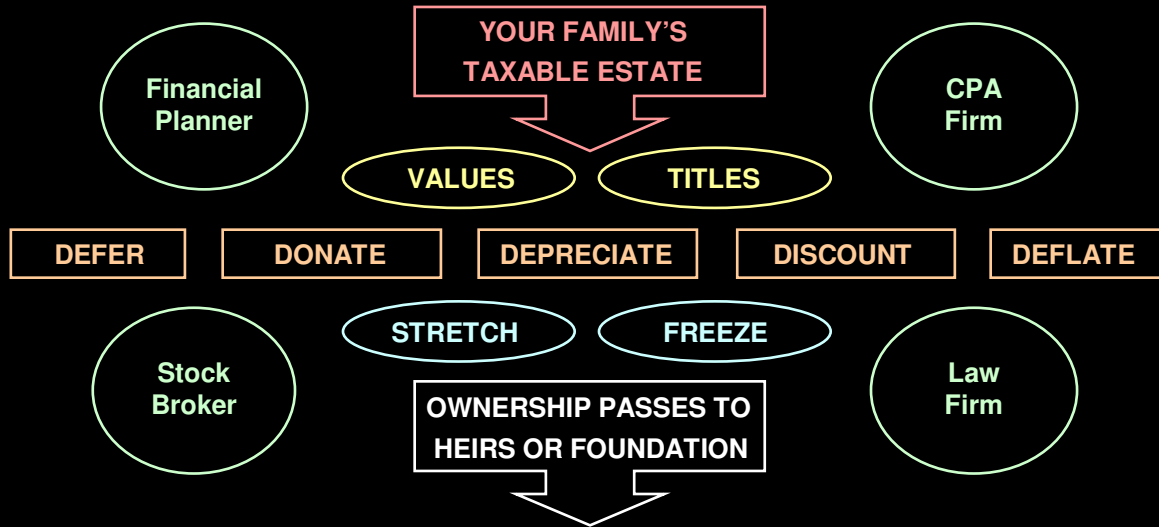 YOUR FAMILY’S
TAXABLE ESTATE
Financial
Planner
CPA
Firm
VALUES
TITLES
DEFER
DONATE
DEPRECIATE
DISCOUNT
DEFLATE
STRETCH
FREEZE
Stock
Broker
Law
Firm
OWNERSHIP PASSES TO
HEIRS OR FOUNDATION